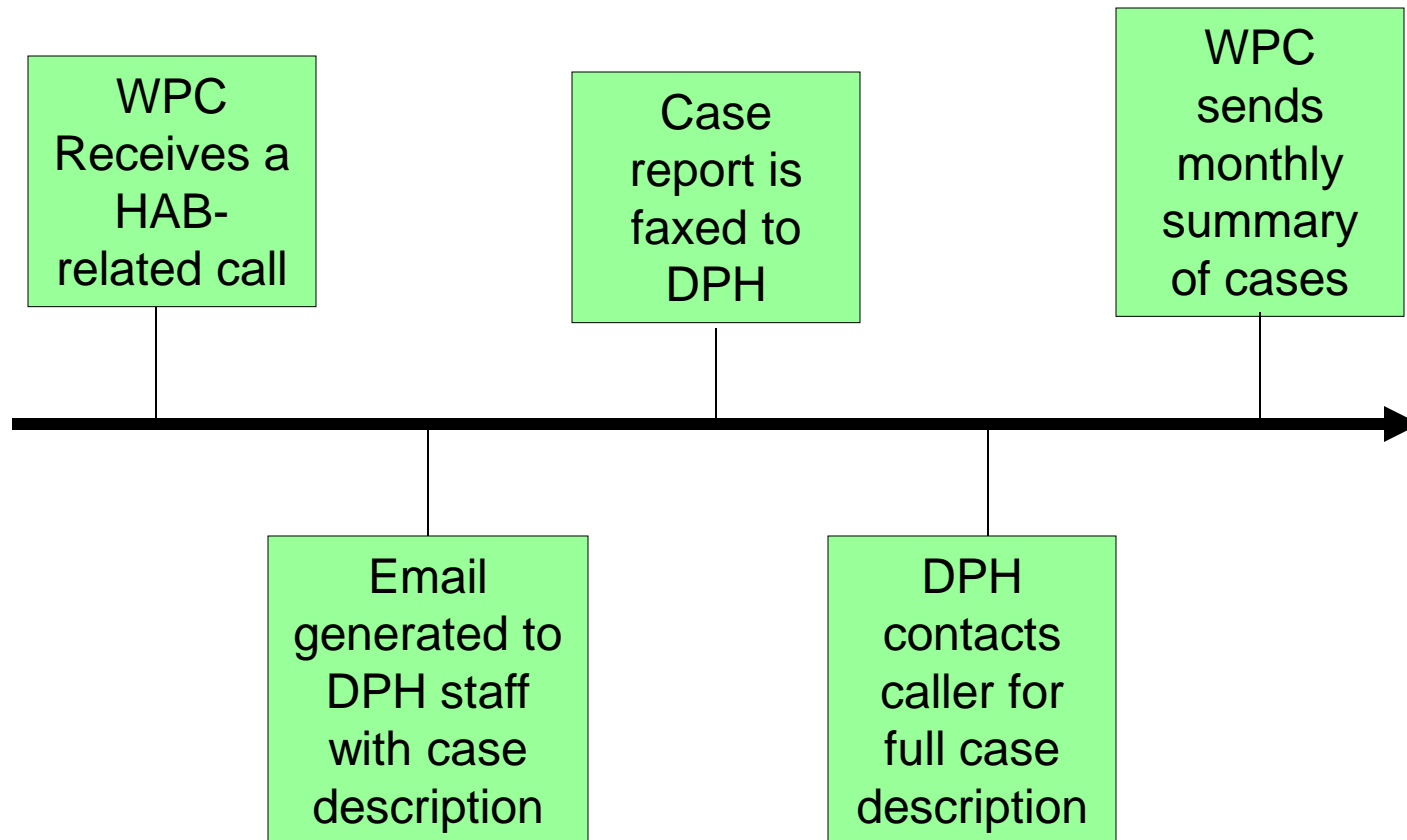 WPC
Receives a
HAB-
related call
Email
generated to
DPH staff
with case
description
Case
report is
faxed to
DPH
DPH
contacts
caller for
full case
description
WPC
sends
monthly
summary
of cases